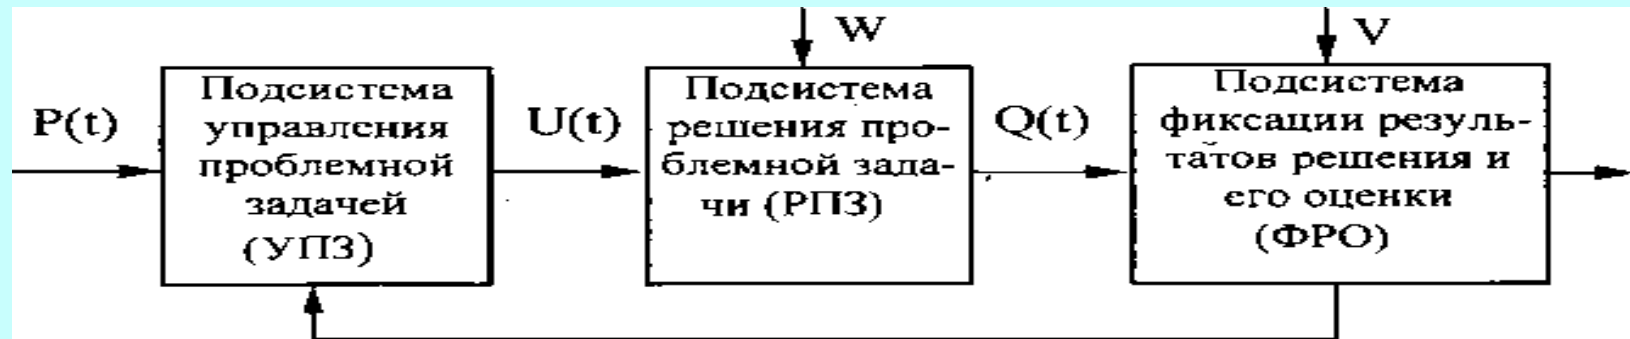 W
V
P(t)
Подсистема
управления
проблемной
задачей
(УПЗ)
U(t)
Подсистема
решения про-
блемной зада-
чи (РПЗ)
Q(t)
Подсистема
фиксации резуль-
татов решения и
его оценки
(ФРО)